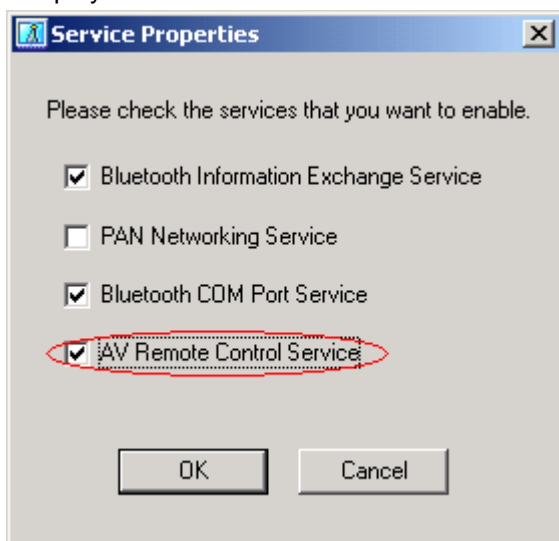 Service Properties
Please check the services that you want to enable.
Bluetooth Information Exchange Service
PAN Networking Service
Bluetooth COM Port Service
AV Remote Control Service
OK
Cancel